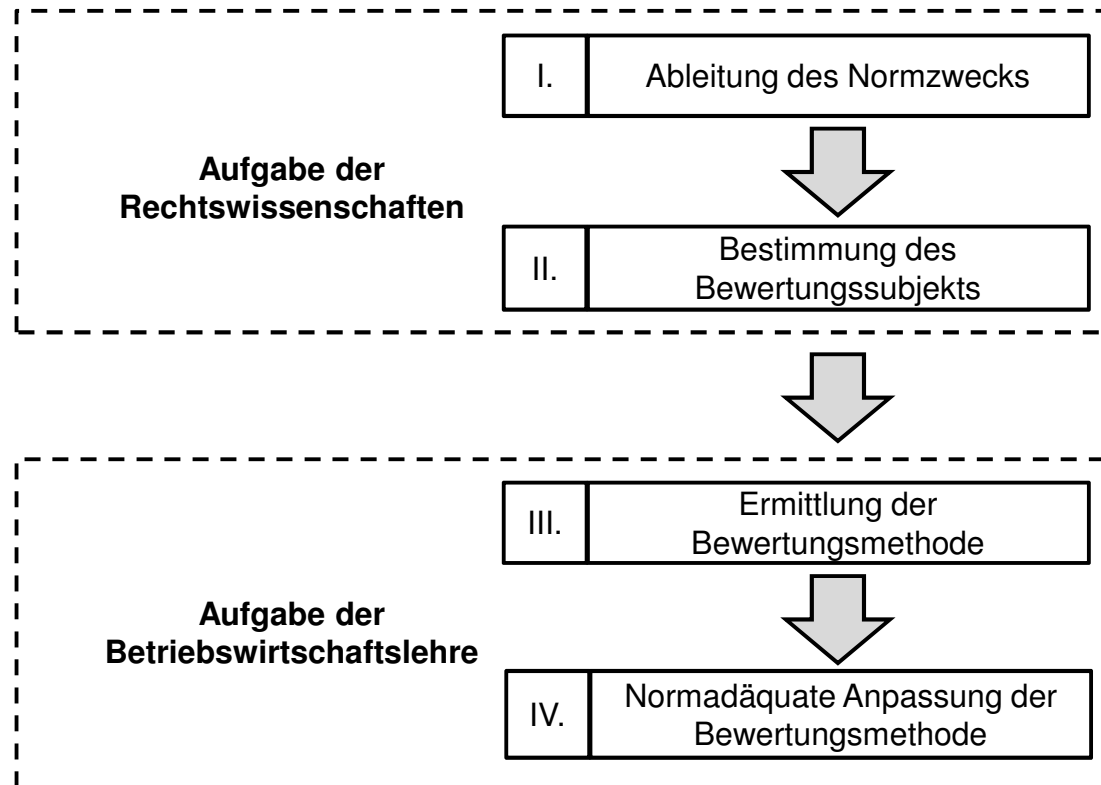 I. Ableitung des Normzwecks
Aufgabe der
Rechtswissenschaften
II. Bestimmung des
Bewertungssubjekts
III. Ermittlung der
Bewertungsmethode
Aufgabe der
Betriebswirtschaftslehre
IV. Normadäquate Anpassung der
Bewertungsmethode